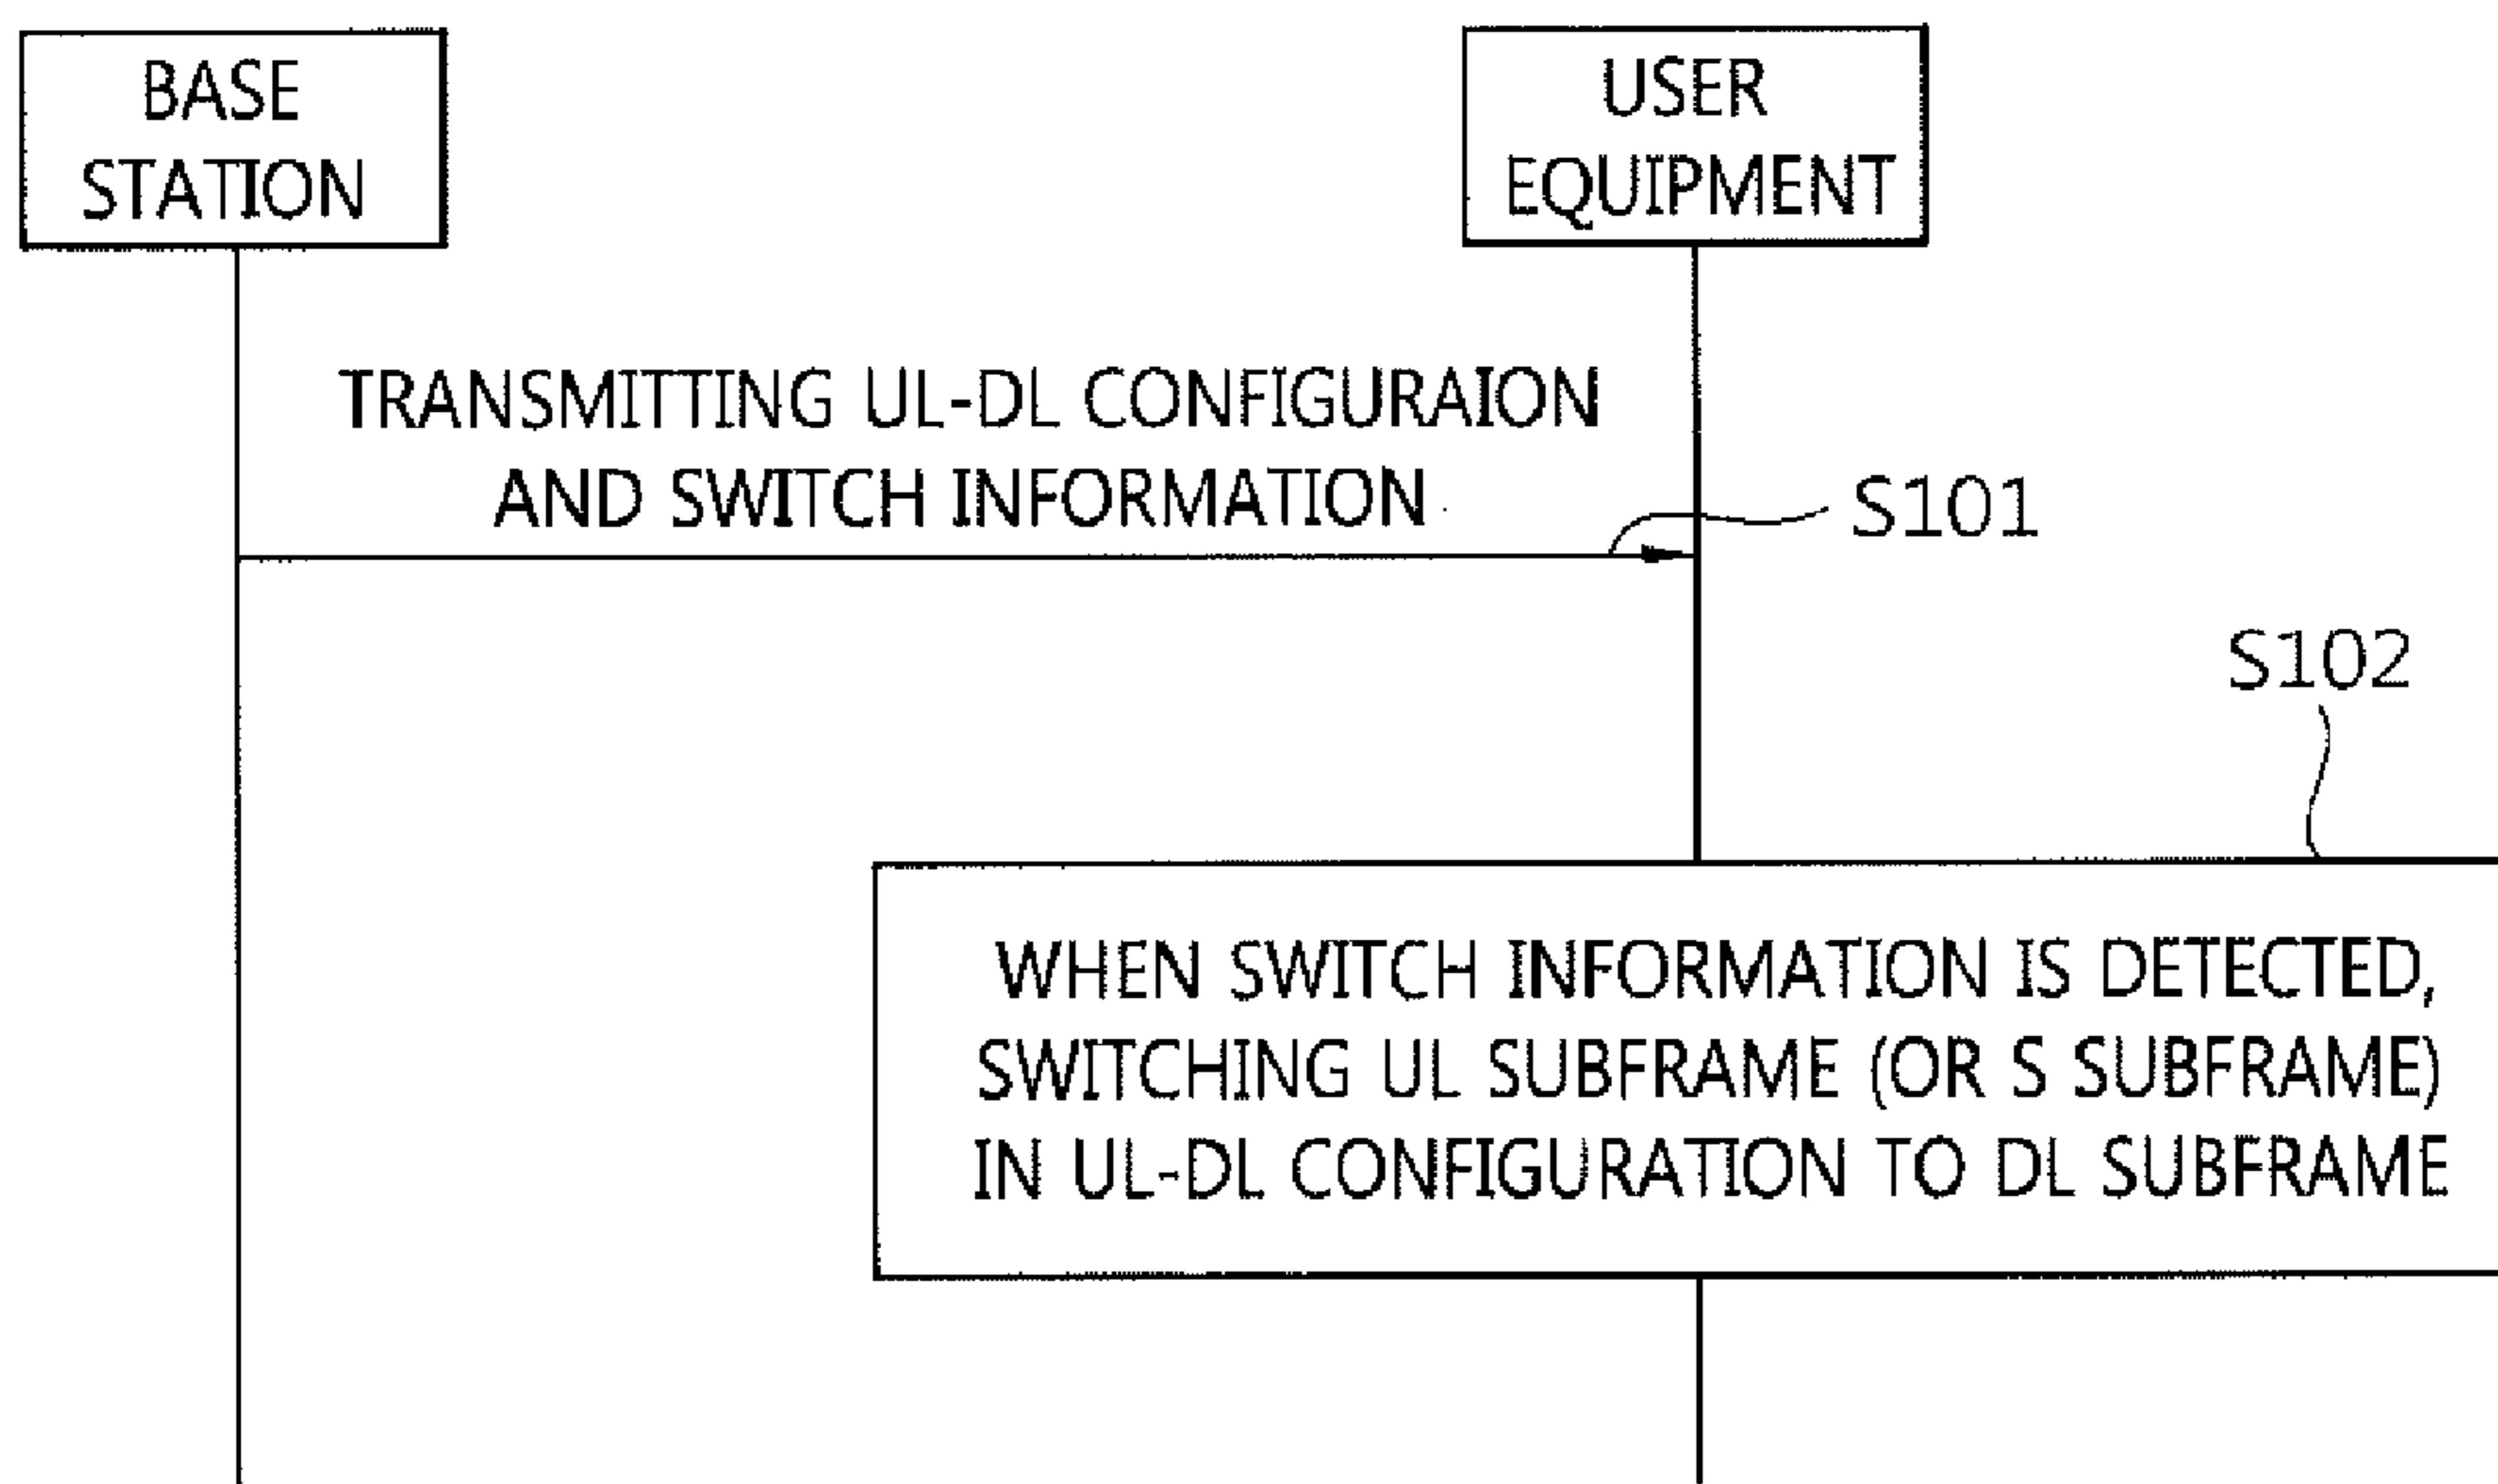 BASE
STATION
USER
EQUIPMENT
TRANSMITTING UL-DL CONFIGURAION
AND SWITCH INFORMATION
S101
S102
WHEN SWITCH INFORMATION IS DETECTED,
SWITCHING UL SUBFRAME (OR S SUBFRAME)
IN UL-DL CONFIGURATION TO DL SUBFRAME